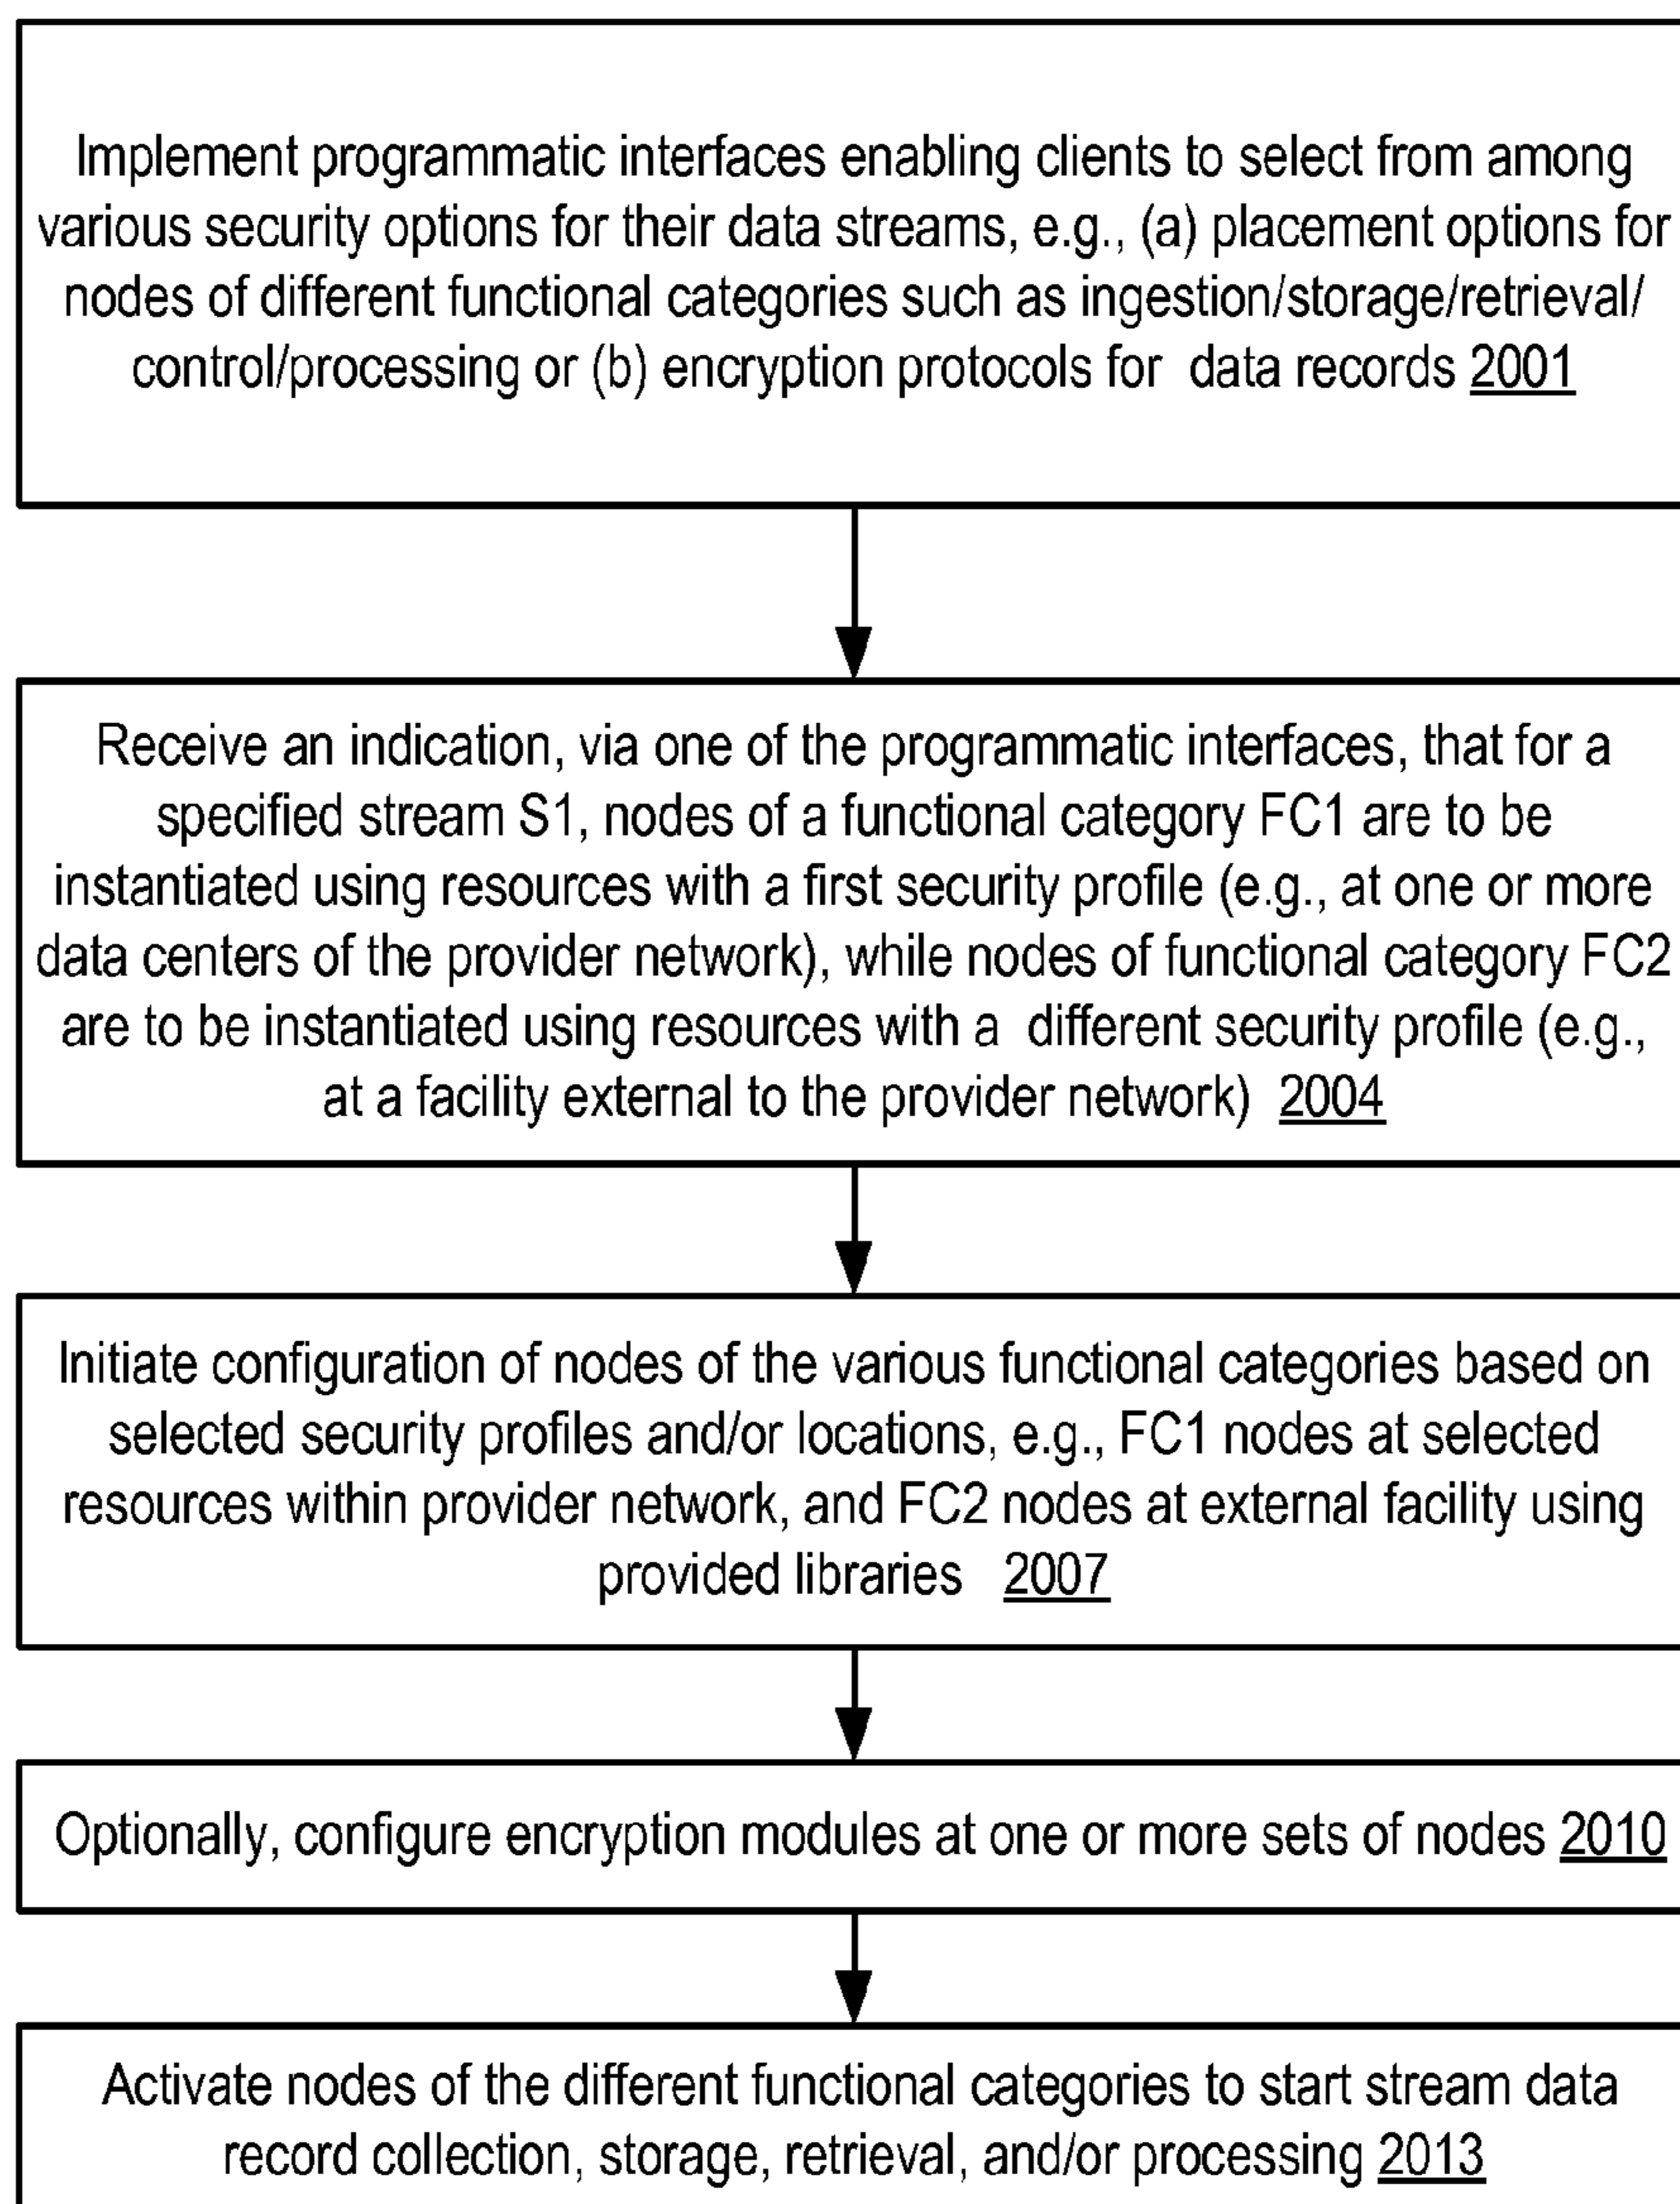 Implement programmatic interfaces enabling clients to select from among
various security options for their data streams, e.g., (a) placement options for
nodes of different functional categories such as ingestion/storage/retrieval/
control/processing or (b) encryption protocols for data records 2001
Receive an indication, via one of the programmatic interfaces, that for a
specified stream S1, nodes of a functional category FC1 are to be
instantiated using resources with a first security profile (e.g., at one or more
data centers of the provider network), while nodes of functional category FC2
are to be instantiated using resources with a different security profile (e.g.,
at a facility external to the provider network) 2004
Initiate configuration of nodes of the various functional categories based on
selected security profiles and/or locations, e.g., FC1 nodes at selected
resources within provider network, and FC2 nodes at external facility using
provided libraries 2007
Optionally, configure encryption modules at one or more sets of nodes 2010
Activate nodes of the different functional categories to start stream data
record collection, storage, retrieval, and/or processing 2013